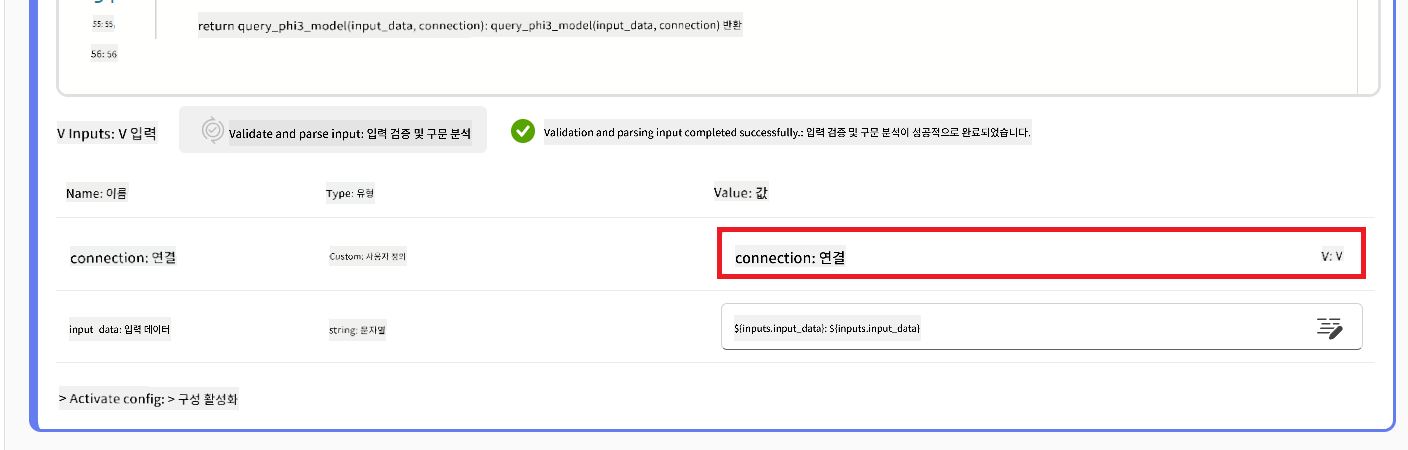 55: 55,
return query_phi3_model(input_data, connection): query_phi3_model(input_data, connection) 반환
56: 56
V Inputs: V 입력
Validate and parse input: 입력 검증 및 구문 분석
Validation and parsing input completed successfully.: 입력 검증 및 구문 분석이 성공적으로 완료되었습니다.
Name: 이름
Type: 유형
Value: 값
connection: 연결
Custom: 사용자 정의
connection: 연결
V: V
input_data: 입력 데이터
string: 문자열
${inputs.input_data}: ${inputs.input_data}
> Activate config: > 구성 활성화